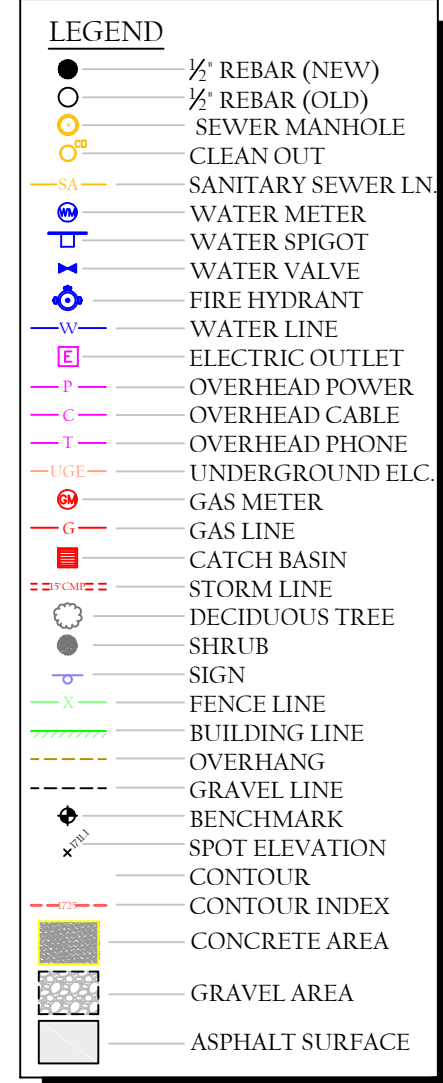 LEGEND
½" REBAR (NEW)
½" REBAR (OLD)
SEWER MANHOLE
CO CLEAN OUT
SA SANITARY SEWER LN.
WM WATER METER
WATER SPIGOT
WATER VALVE
FIRE HYDRANT
W WATER LINE
E ELECTRIC OUTLET
P OVERHEAD POWER
C OVERHEAD CABLE
T OVERHEAD PHONE
UGE UNDERGROUND ELC.
GM GAS METER
G GAS LINE
CATCH BASIN
15"CMP STORM LINE
DECIDUOUS TREE
SHRUB
SIGN
X FENCE LINE
BUILDING LINE
OVERHANG
GRAVEL LINE
BENCHMARK
1711.1 SPOT ELEVATION
CONTOUR
1725 CONTOUR INDEX
CONCRETE AREA
GRAVEL AREA
ASPHALT SURFACE